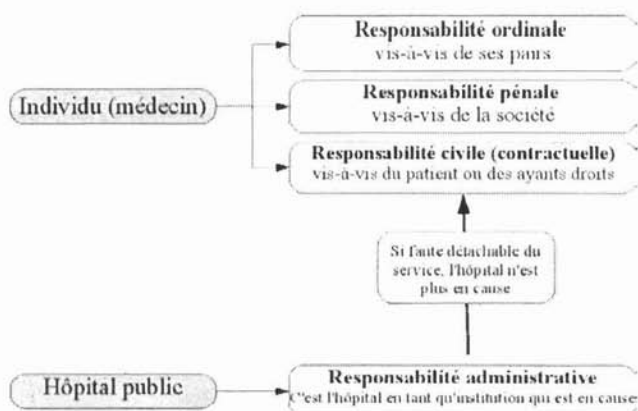 Responsabilité ordinale
vis-à-vis de ses pairs
Individu (médecin)
Responsabilité pénale
vis-à-vis de la société
Responsabilité civile (contractuelle)
vis-à-vis du patient ou des ayants droits
Si faute détachable du
service, l'hôpital n'est
plus en cause
Hôpital public
Responsabilité administrative
C'est l'hôpital en tant qu'institution qui est en cause